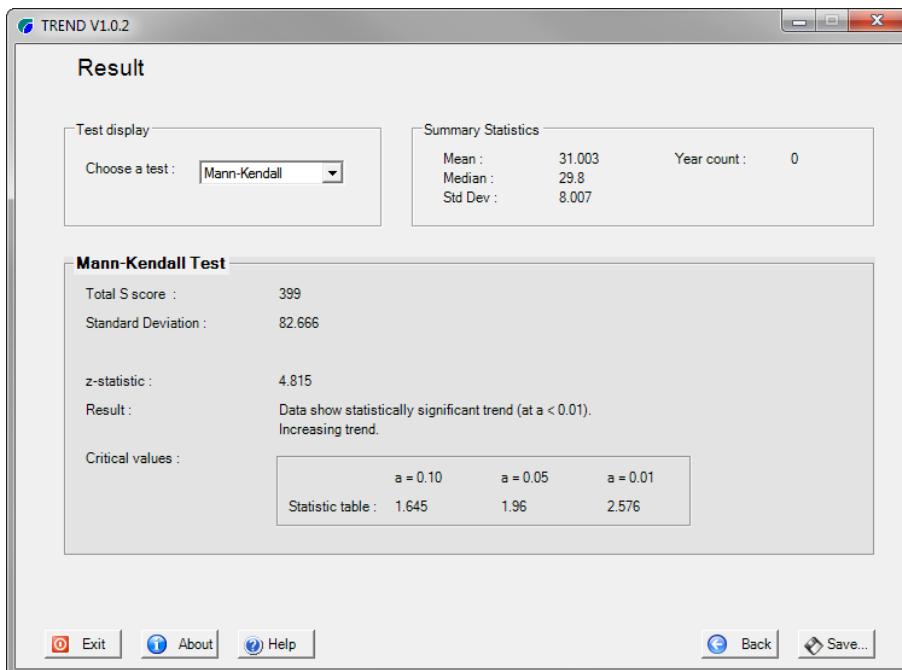 TREND V1.0.2
Result
Test display
Choose a test : Mann-Kendall
Summary Statistics
Mean : 31.003 Year count : 0
Median : 29.8
Std Dev : 8.007
Mann-Kendall Test
Total S score : 399
Standard Deviation : 82.666
z-statistic : 4.815
Result : Data show statistically significant trend (at a < 0.01).
Increasing trend.
Critical values :
a = 0.10 a = 0.05 a = 0.01
Statistic table : 1.645 1.96 2.576
Exit About Help Back Save...